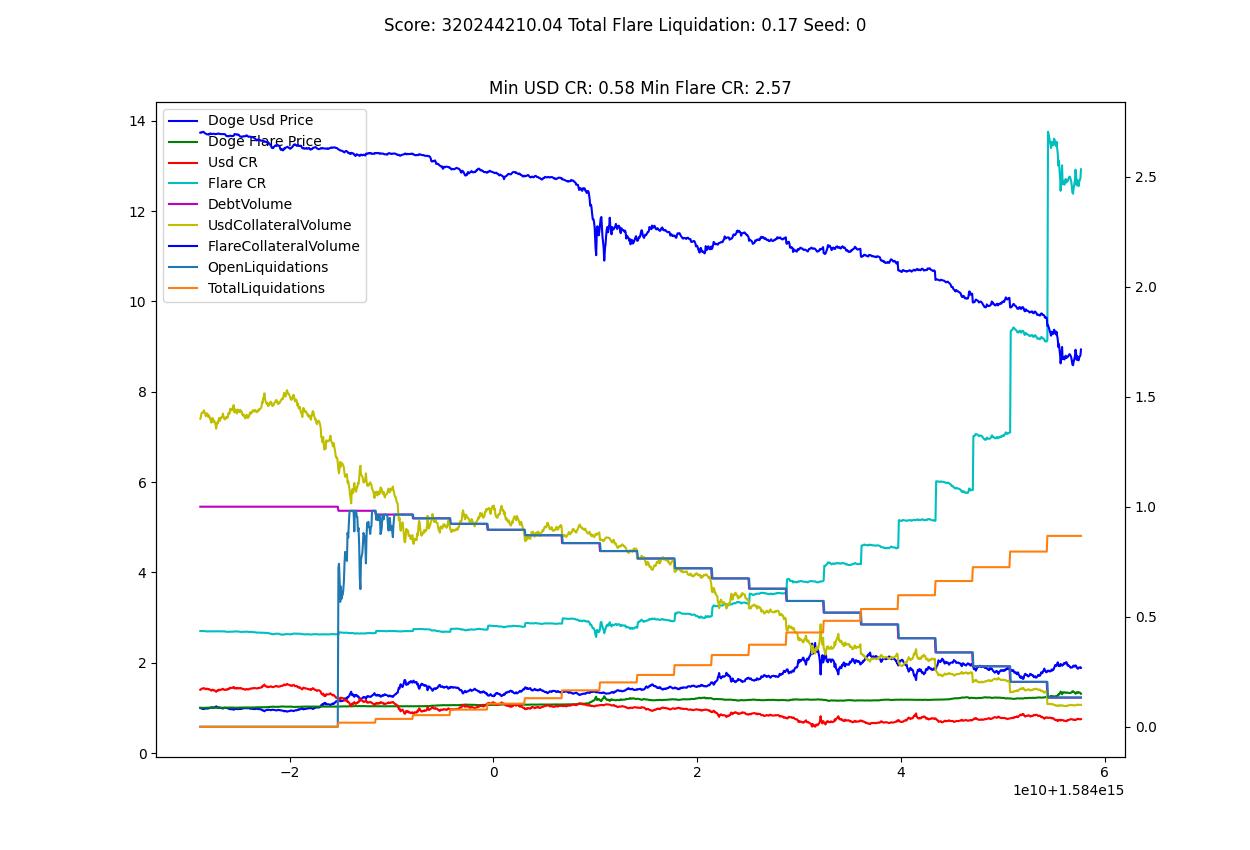 Score: 320244210.04 Total Flare Liquidation: 0.17 Seed: 0
Min USD CR: 0.58 Min Flare CR: 2.57
Doge Usd Price
Doge Flare Price
Usd CR
Flare CR
DebtVolume
UsdCollateralVolume
FlareCollateralVolume
OpenLiquidations
TotalLiquidations
14
12
10
8
6
4
2
0
2.5
2.0
1.5
1.0
0.5
0.0
−2
0
2
4
6
1e10+1.584e15